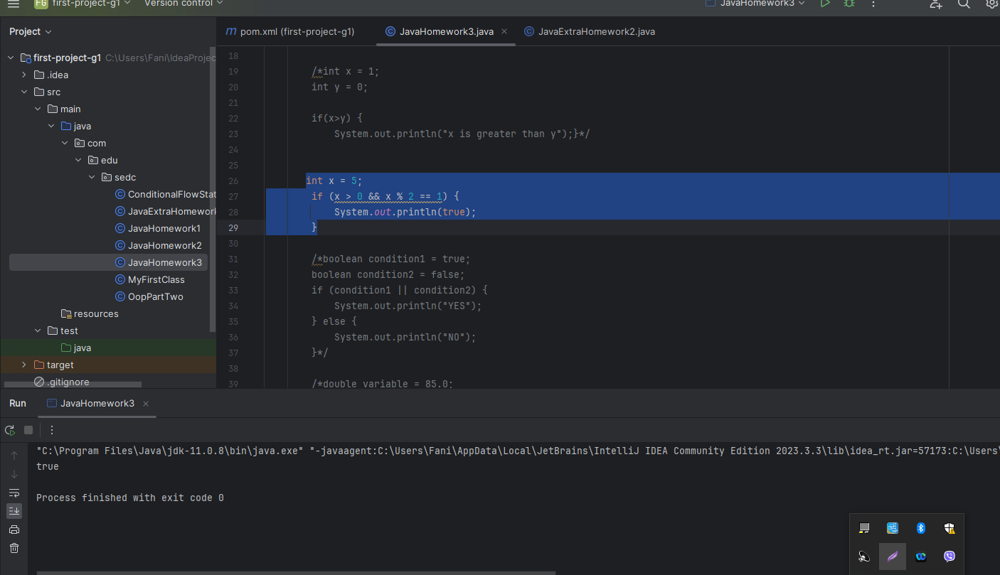 FG first-project-g1 Version control JavaHomework3
Project
pom.xml (first-project-g1) JavaHomework3.java JavaExtraHomework2.java
first-project-g1 C:\Users\Fani\IdeaProjec
.idea
src
main
java
com
edu
sedc
ConditionalFlowStat
JavaExtraHomework
JavaHomework1
JavaHomework2
JavaHomework3
MyFirstClass
OopPartTwo
resources
test
java
target
.gitignore
18
19 /*int x = 1;
20 int y = 0;
21
22 if(x>y) {
23 System.out.println("x is greater than y");}*/
24
25
26 int x = 5;
27 if (x > 0 && x % 2 == 1) {
28 System.out.println(true);
29 }
30
31 /*boolean condition1 = true;
32 boolean condition2 = false;
33 if (condition1 || condition2) {
34 System.out.println("YES");
35 } else {
36 System.out.println("NO");
37 }*/
38
39 /*double variable = 85.0;
Run JavaHomework3
"C:\Program Files\Java\jdk-11.0.8\bin\java.exe" "-javaagent:C:\Users\Fani\AppData\Local\JetBrains\IntelliJ IDEA Community Edition 2023.3.3\lib\idea_rt.jar=57173:C:\Users\
true
Process finished with exit code 0